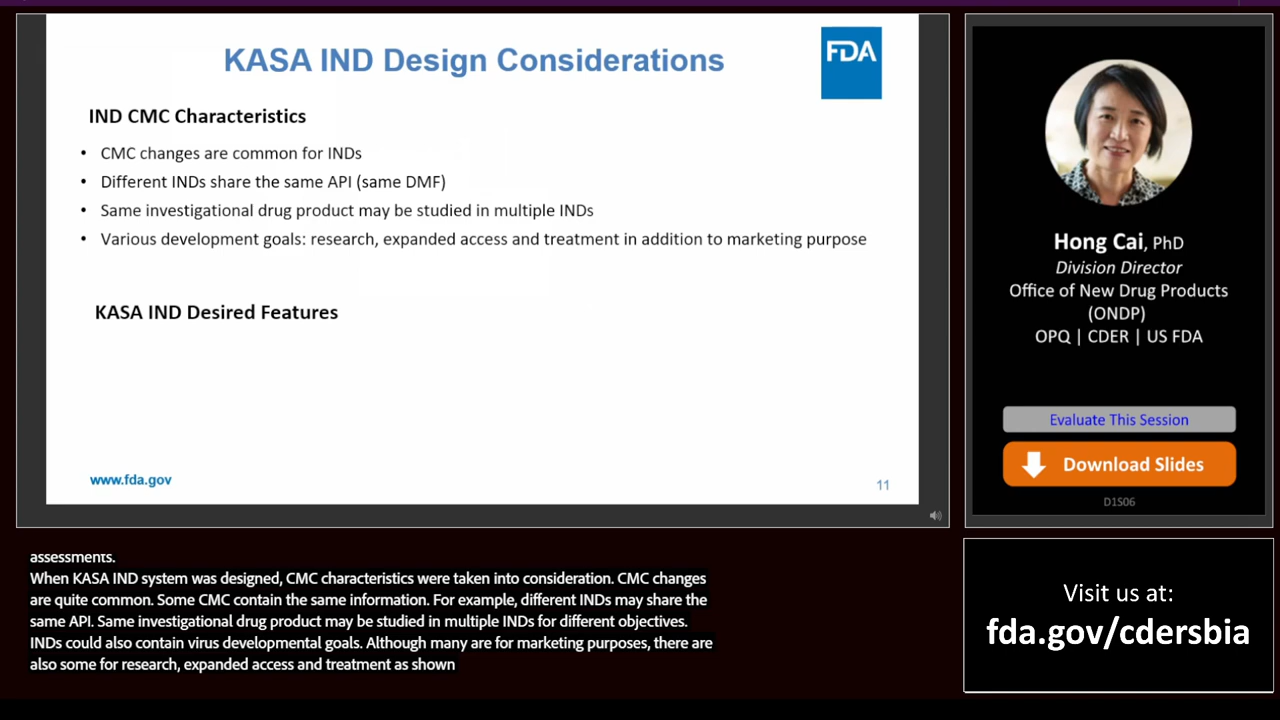 KASA IND Design Considerations
FDA
IND CMC Characteristics
• CMC changes are common for INDs
• Different INDs share the same API (same DMF)
• Same investigational drug product may be studied in multiple INDs
• Various development goals: research, expanded access and treatment in addition to marketing purpose
KASA IND Desired Features
www.fda.gov
11
Hong Cai, PhD
Division Director
Office of New Drug Products
(ONDP)
OPQ | CDER | US FDA
Evaluate This Session
Download Slides
D1S06
assessments.
When KASA IND system was designed, CMC characteristics were taken into consideration. CMC changes
are quite common. Some CMC contain the same information. For example, different INDs may share the
same API. Same investigational drug product may be studied in multiple INDs for different objectives.
INDs could also contain virus developmental goals. Although many are for marketing purposes, there are
also some for research, expanded access and treatment as shown
Visit us at:
fda.gov/cdersbia